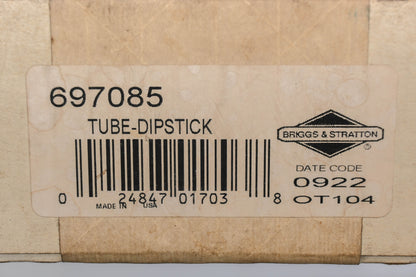 697085
TUBE-DIPSTICK
BRIGGS & STRATTON
®
DATE CODE
0922
OT104
0 24847 01703 8
MADE IN USA